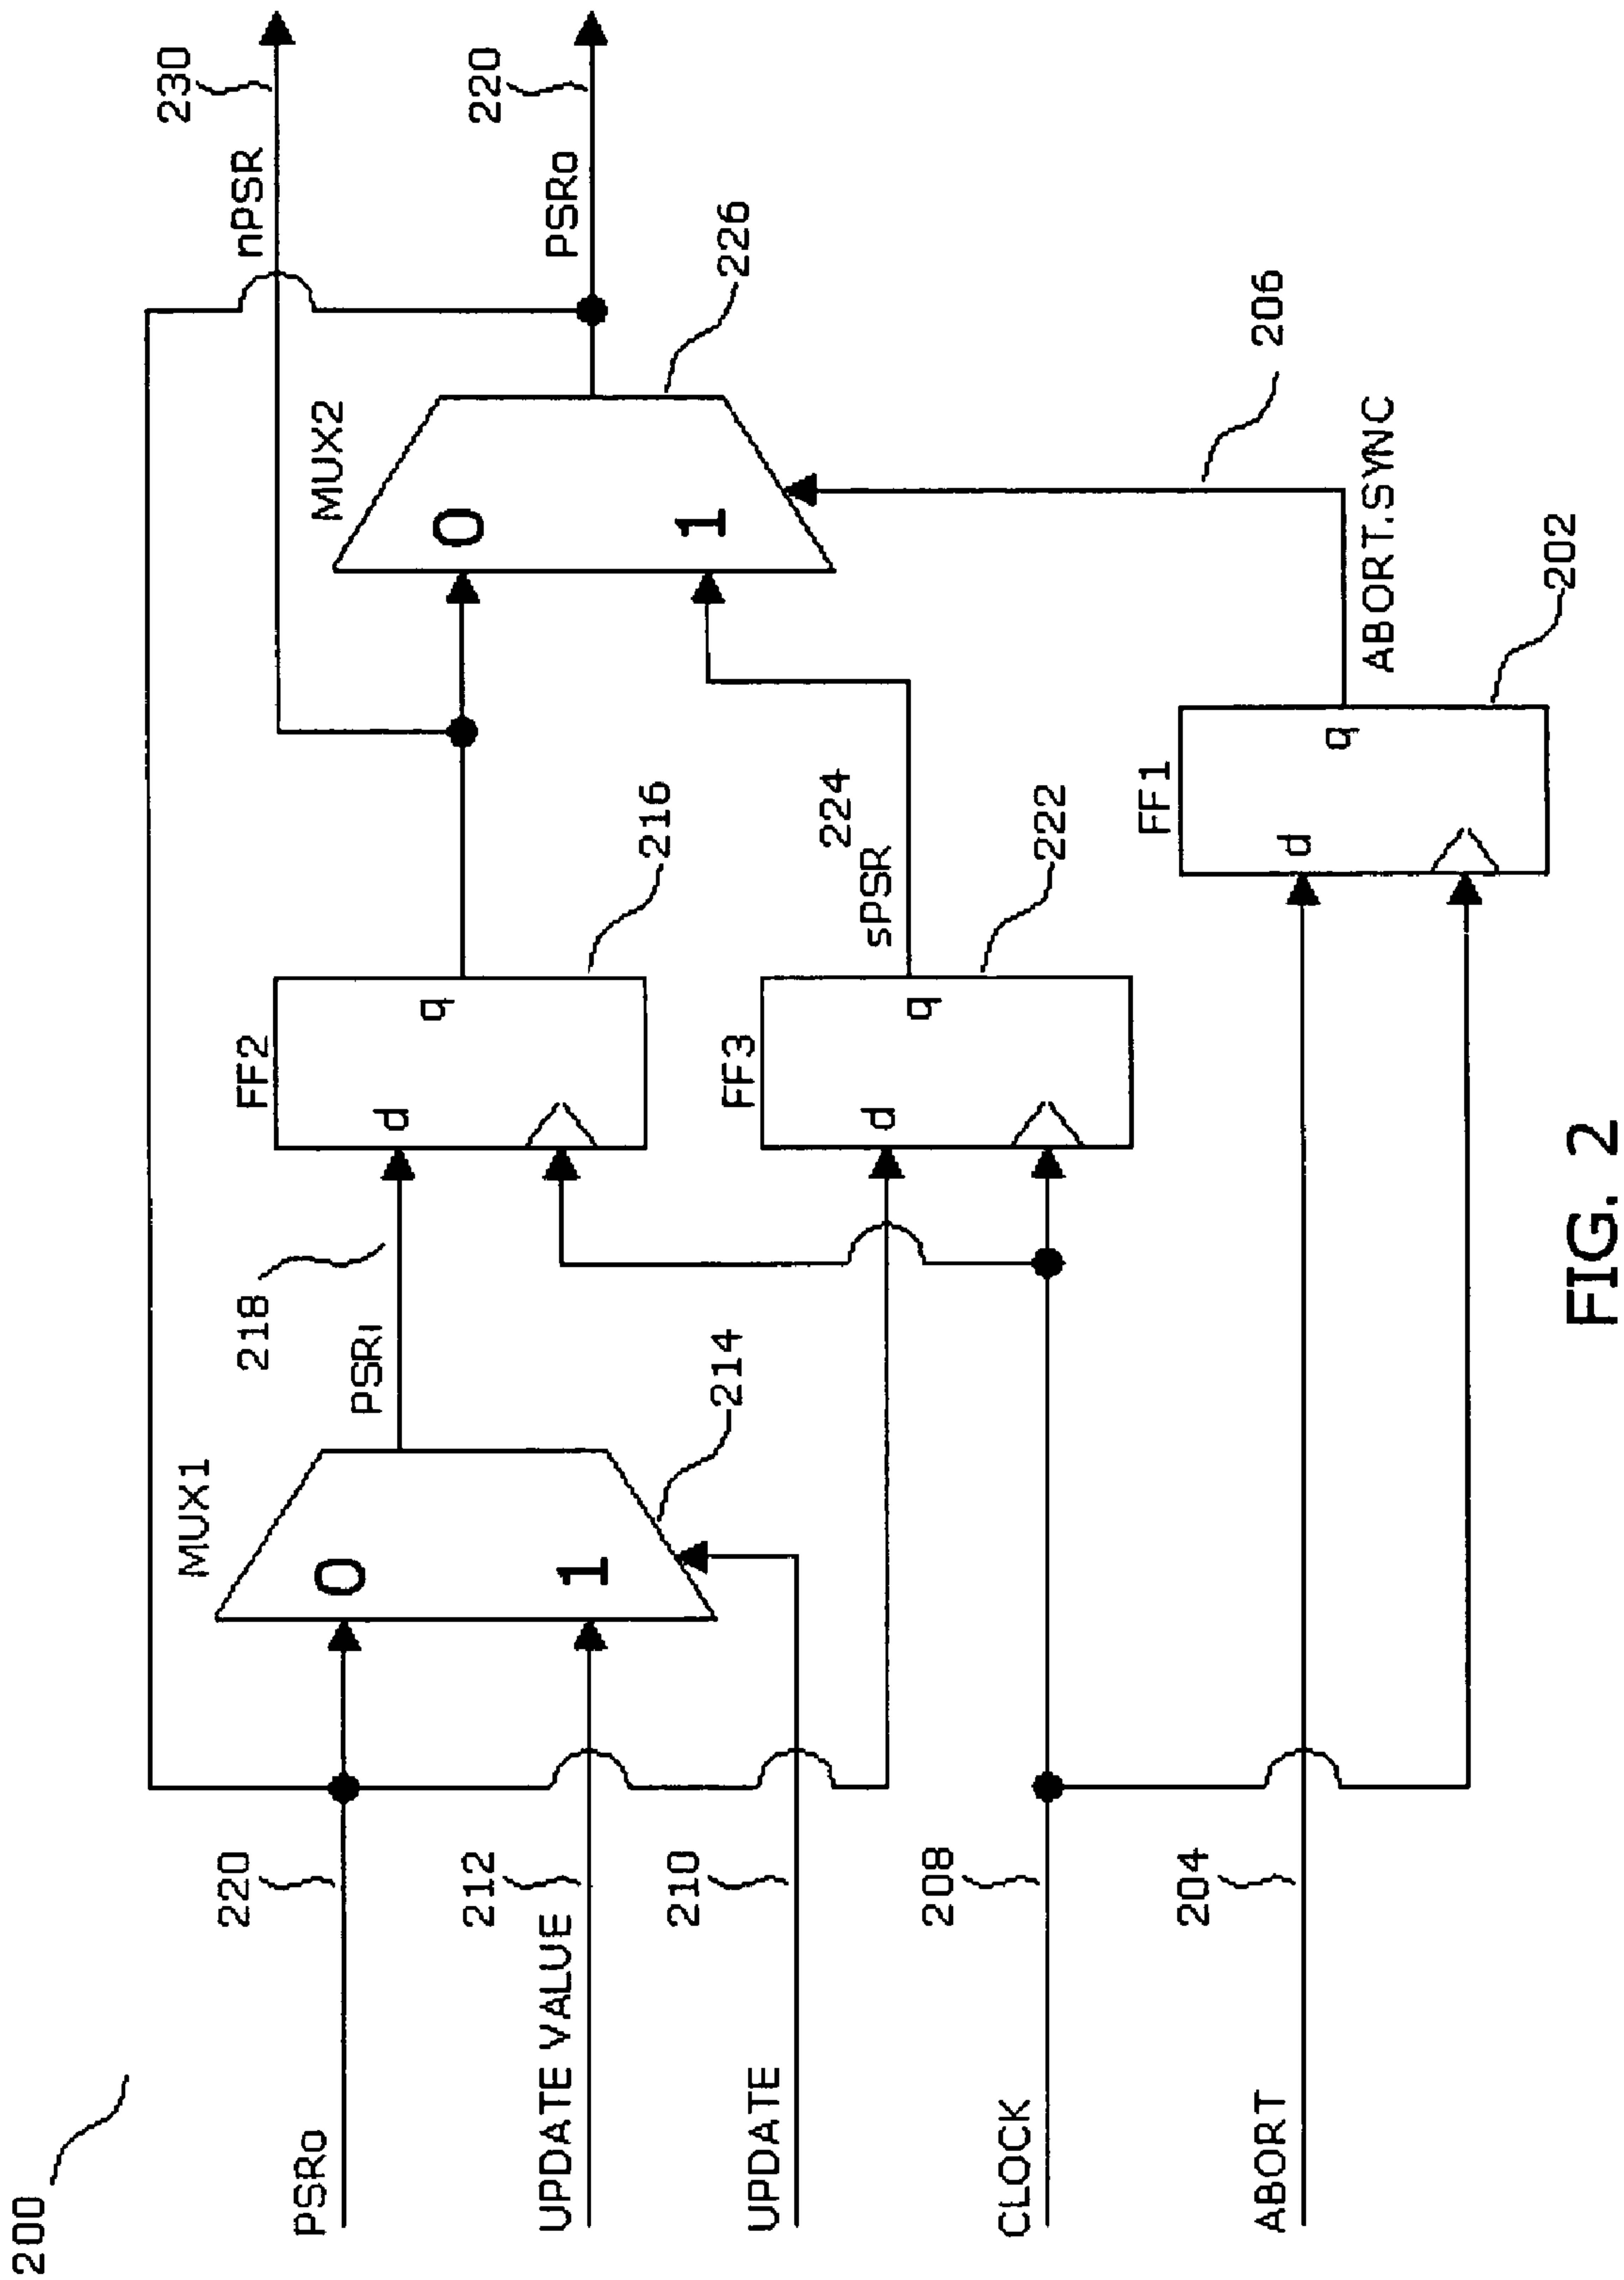 200
PSRo
220
UPDATE VALUE
212
UPDATE
210
CLOCK
208
ABORT
204
MUX1
0
1
214
PSRi
218
FF2
d
q
216
FF3
d
q
222
sPSR
224
FF1
d
q
202
ABORT.SYNC
206
MUX2
0
1
226
nPSR
230
PSRo
220
FIG. 2